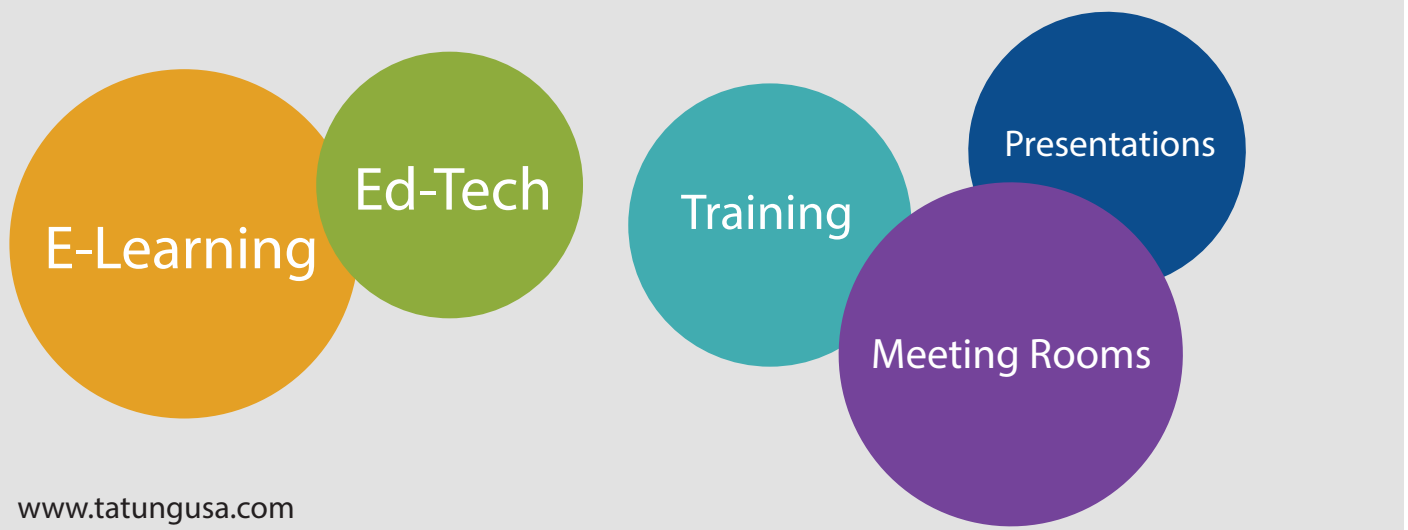 E-Learning
Ed-Tech
Training
Presentations
Meeting Rooms
www.tatungusa.com